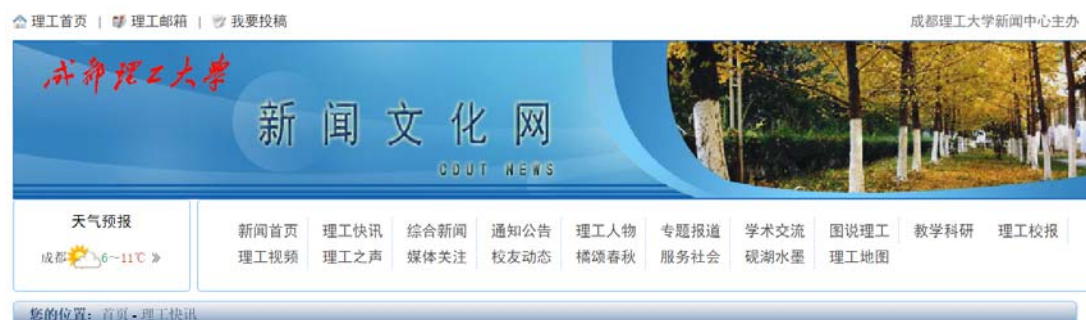 理工首页 | 理工邮箱 | 我要投稿 成都理工大学新闻中心主办
成都理工大学
新闻文化网
CDUT NEWS
天气预报
成都 6~11℃ »
新闻首页 理工快讯 综合新闻 通知公告 理工人物 专题报道 学术交流 图说理工 教学科研 理工校报
理工视频 理工之声 媒体关注 校友动态 橘颂春秋 服务社会 砚湖水墨 理工地图
您的位置：首页 - 理工快讯